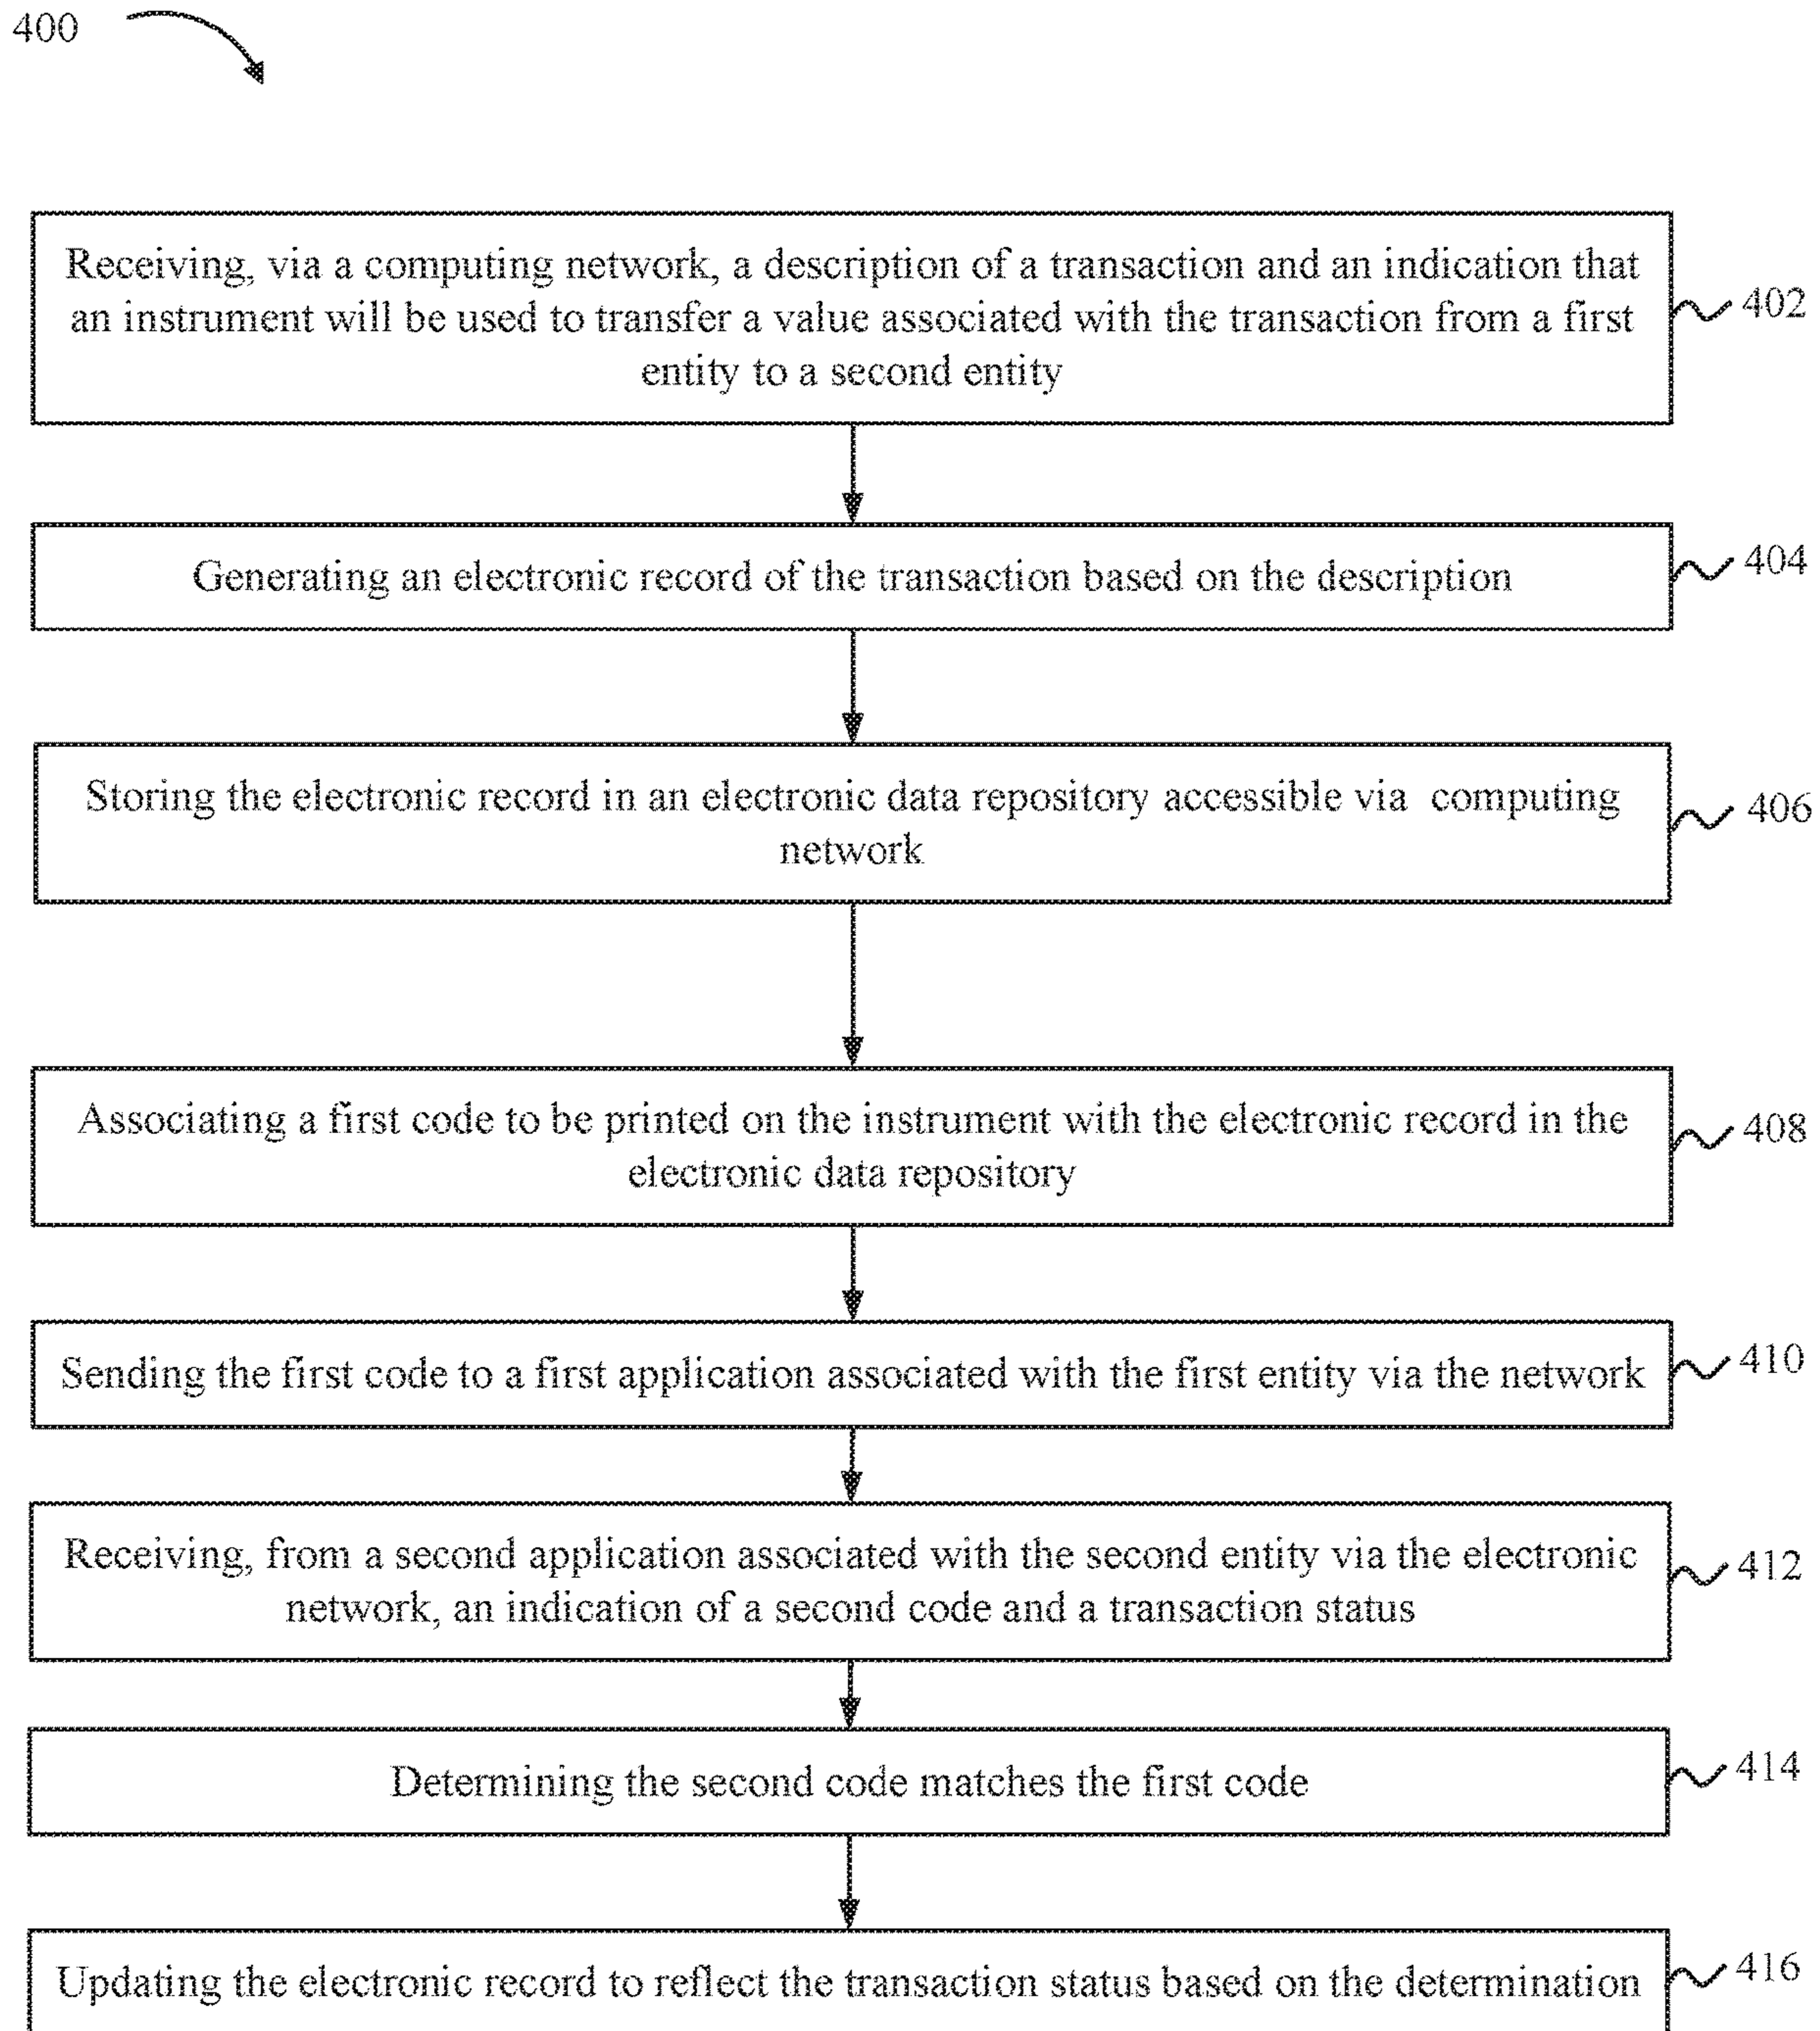 400
Receiving, via a computing network, a description of a transaction and an indication that
an instrument will be used to transfer a value associated with the transaction from a first
entity to a second entity
402
Generating an electronic record of the transaction based on the description
404
Storing the electronic record in an electronic data repository accessible via computing
network
406
Associating a first code to be printed on the instrument with the electronic record in the
electronic data repository
408
Sending the first code to a first application associated with the first entity via the network
410
Receiving, from a second application associated with the second entity via the electronic
network, an indication of a second code and a transaction status
412
Determining the second code matches the first code
414
Updating the electronic record to reflect the transaction status based on the determination
416